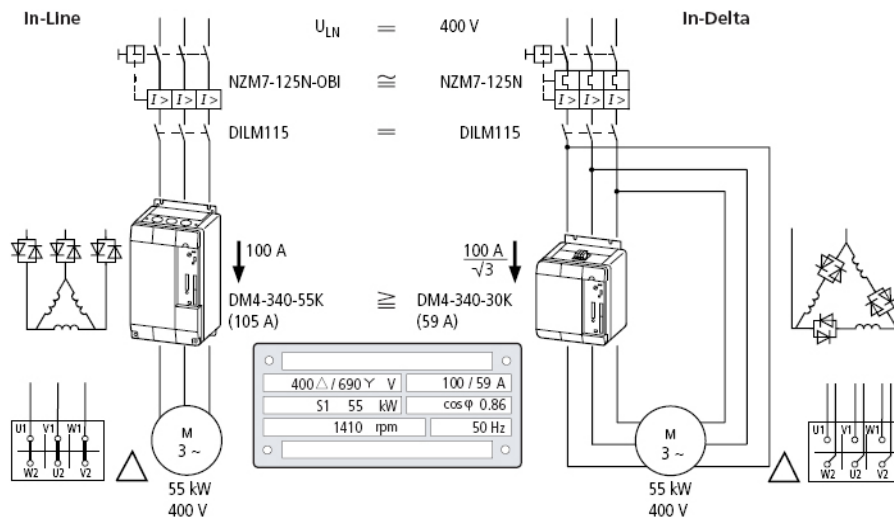 In-Line
U_LN = 400 V
In-Delta
NZM7-125N-OBI ≅ NZM7-125N
I > I > I >
I > I > I >
DILM115 = DILM115
100 A
100 A
√3
DM4-340-55K ≧ DM4-340-30K
(105 A)
(59 A)
400 △ / 690 Y V
100 / 59 A
S1 55 kW
cos φ 0.86
1410 rpm
50 Hz
U1 V1 W1
W2 U2 V2
M
3 ~
55 kW
400 V
M
3 ~
55 kW
400 V
U1 V1 W1
W2 U2 V2